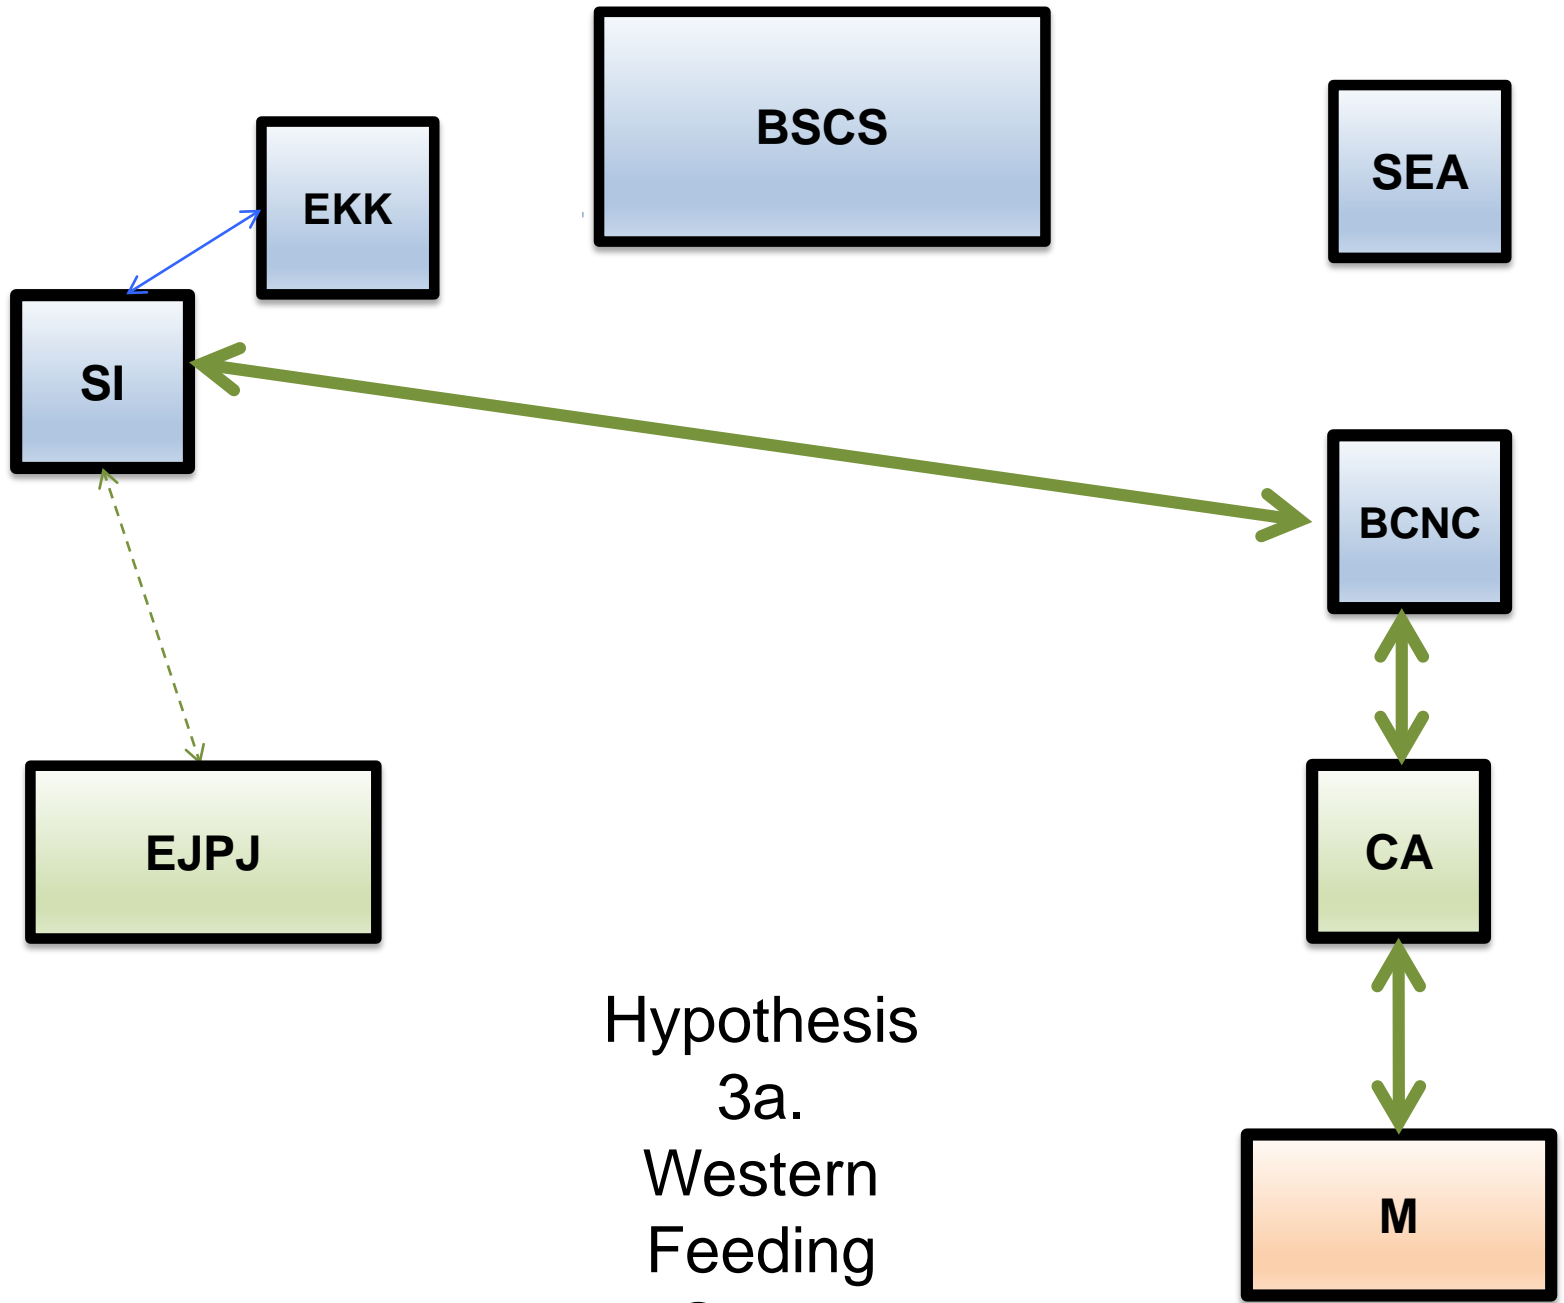 BSCS
SEA
EKK
SI
BCNC
EJPJ
CA
Hypothesis
3a.
Western
Feeding
M